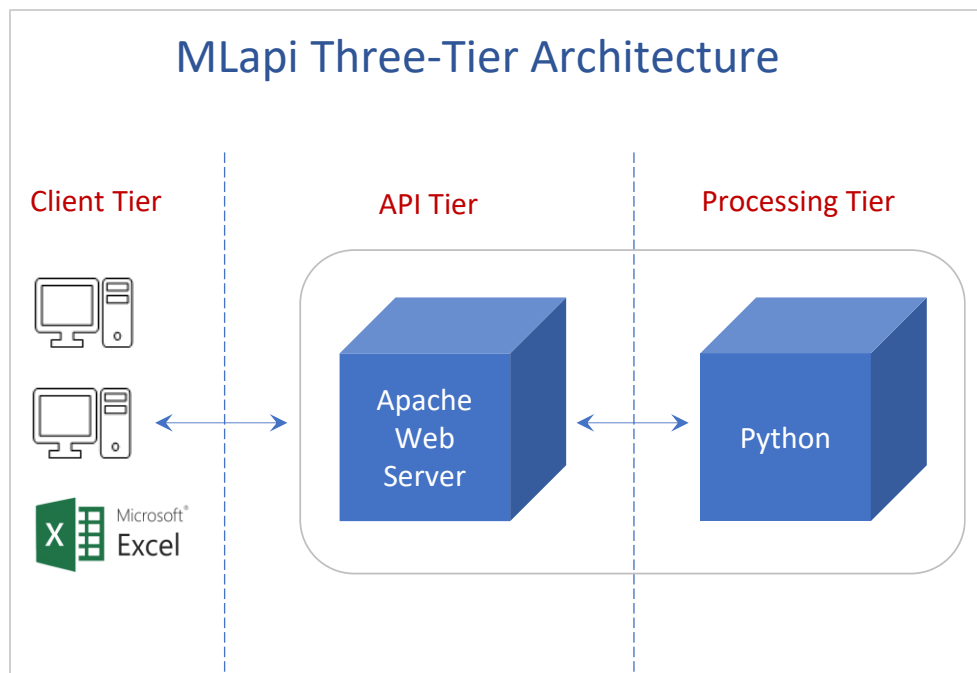 MLapi Three-Tier Architecture
Client Tier
API Tier
Processing Tier
Apache
Web
Server
Python
X
Microsoft®
Excel